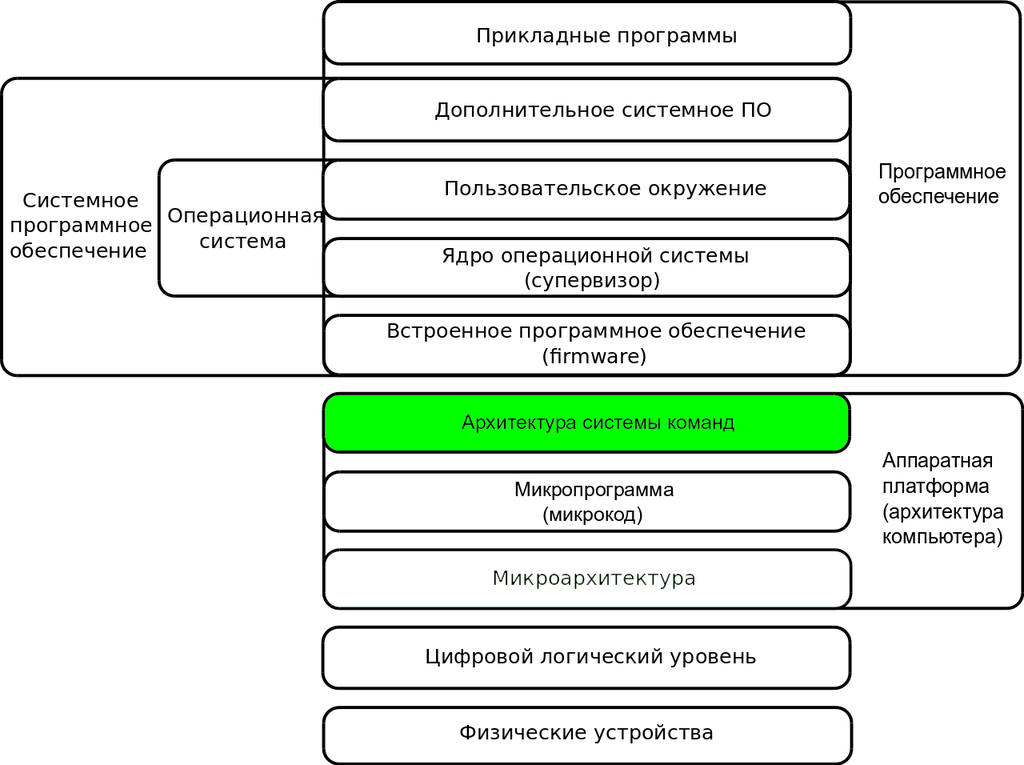 Прикладные программы
Дополнительное системное ПО
Пользовательское окружение
Ядро операционной системы
(супервизор)
Встроенное программное обеспечение
(firmware)
Системное
программное
обеспечение
Операционная
система
Программное
обеспечение
Архитектура системы команд
Микропрограмма
(микрокод)
Микроархитектура
Аппаратная
платформа
(архитектура
компьютера)
Цифровой логический уровень
Физические устройства